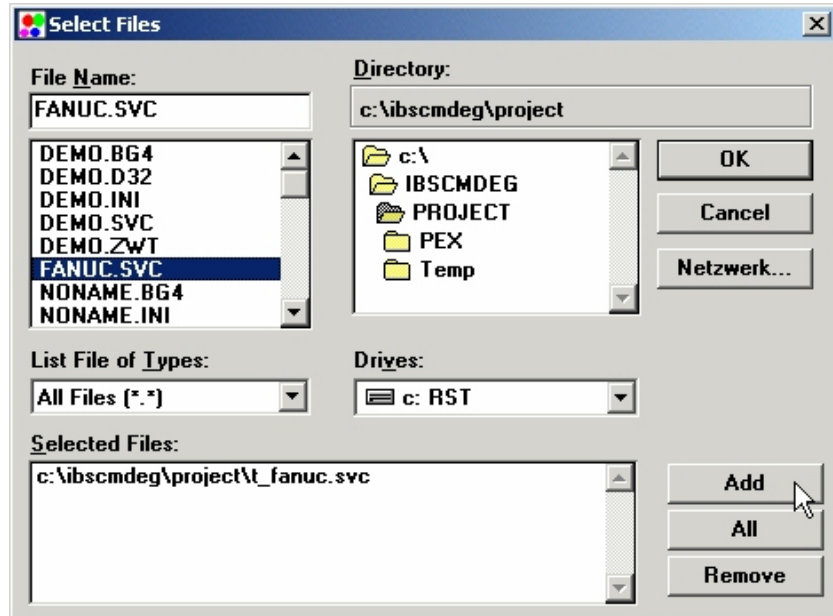 Select Files
File Name:
FANUC.SVC
DEMO.BG4
DEMO.D32
DEMO.INI
DEMO.SVC
DEMO.ZWT
FANUC.SVC
NONAME.BG4
NONAME.INI
List File of Types:
All Files (*.*)
Directory:
c:\ibscmdeg\project
c:\
IBSCMDEG
PROJECT
PEX
Temp
Drives:
c: RST
OK
Cancel
Netzwerk...
Selected Files:
c:\ibscmdeg\project\t_fanuc.svc
Add
All
Remove